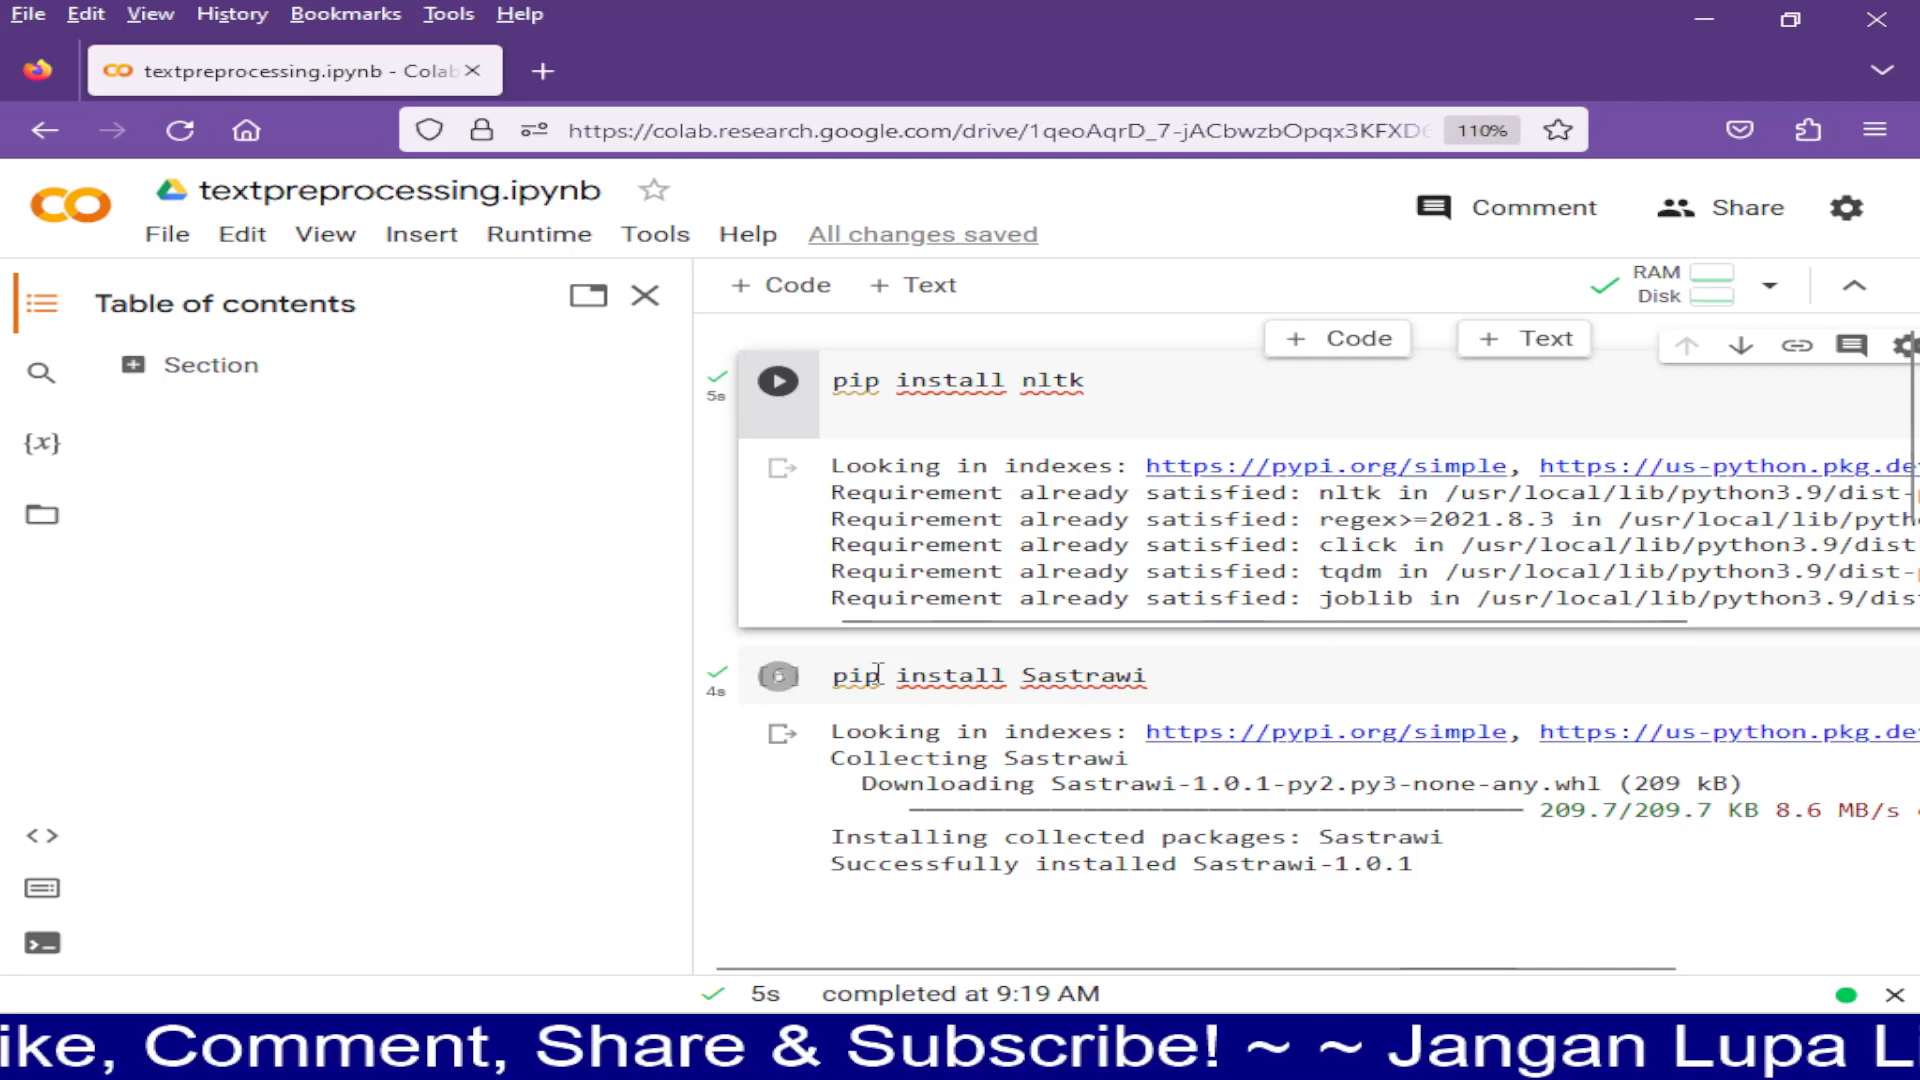 File Edit View History Bookmarks Tools Help
textpreprocessing.ipynb - Colab
https://colab.research.google.com/drive/1qeoAqrD_7-jACbwzbOpqx3KFXD6
110%
textpreprocessing.ipynb
Comment Share
File Edit View Insert Runtime Tools Help All changes saved
Table of contents
Section
{x}
+ Code + Text
RAM
Disk
+ Code + Text
5s
pip install nltk
Looking in indexes: https://pypi.org/simple, https://us-python.pkg.de
Requirement already satisfied: nltk in /usr/local/lib/python3.9/dist-
Requirement already satisfied: regex>=2021.8.3 in /usr/local/lib/pyth
Requirement already satisfied: click in /usr/local/lib/python3.9/dist
Requirement already satisfied: tqdm in /usr/local/lib/python3.9/dist-
Requirement already satisfied: joblib in /usr/local/lib/python3.9/dis
4s
pip install Sastrawi
Looking in indexes: https://pypi.org/simple, https://us-python.pkg.de
Collecting Sastrawi
Downloading Sastrawi-1.0.1-py2.py3-none-any.whl (209 kB)
209.7/209.7 KB 8.6 MB/s
Installing collected packages: Sastrawi
Successfully installed Sastrawi-1.0.1
5s completed at 9:19 AM
ike, Comment, Share & Subscribe! ~ ~ Jangan Lupa Li